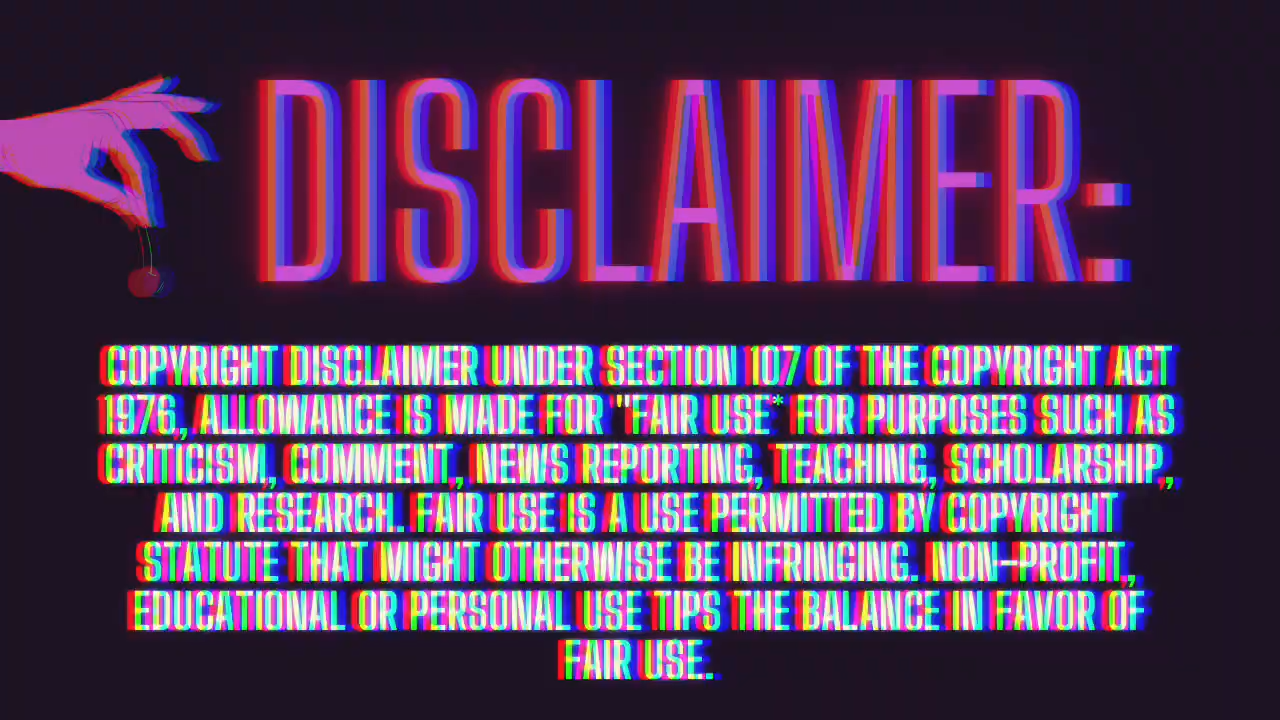 DISCLAIMER:
COPYRIGHT DISCLAIMER UNDER SECTION 107 OF THE COPYRIGHT ACT
1976, ALLOWANCE IS MADE FOR "FAIR USE" FOR PURPOSES SUCH AS
CRITICISM, COMMENT, NEWS REPORTING, TEACHING, SCHOLARSHIP,
AND RESEARCH. FAIR USE IS A USE PERMITTED BY COPYRIGHT
STATUTE THAT MIGHT OTHERWISE BE INFRINGING. NON-PROFIT,
EDUCATIONAL OR PERSONAL USE TIPS THE BALANCE IN FAVOR OF
FAIR USE.